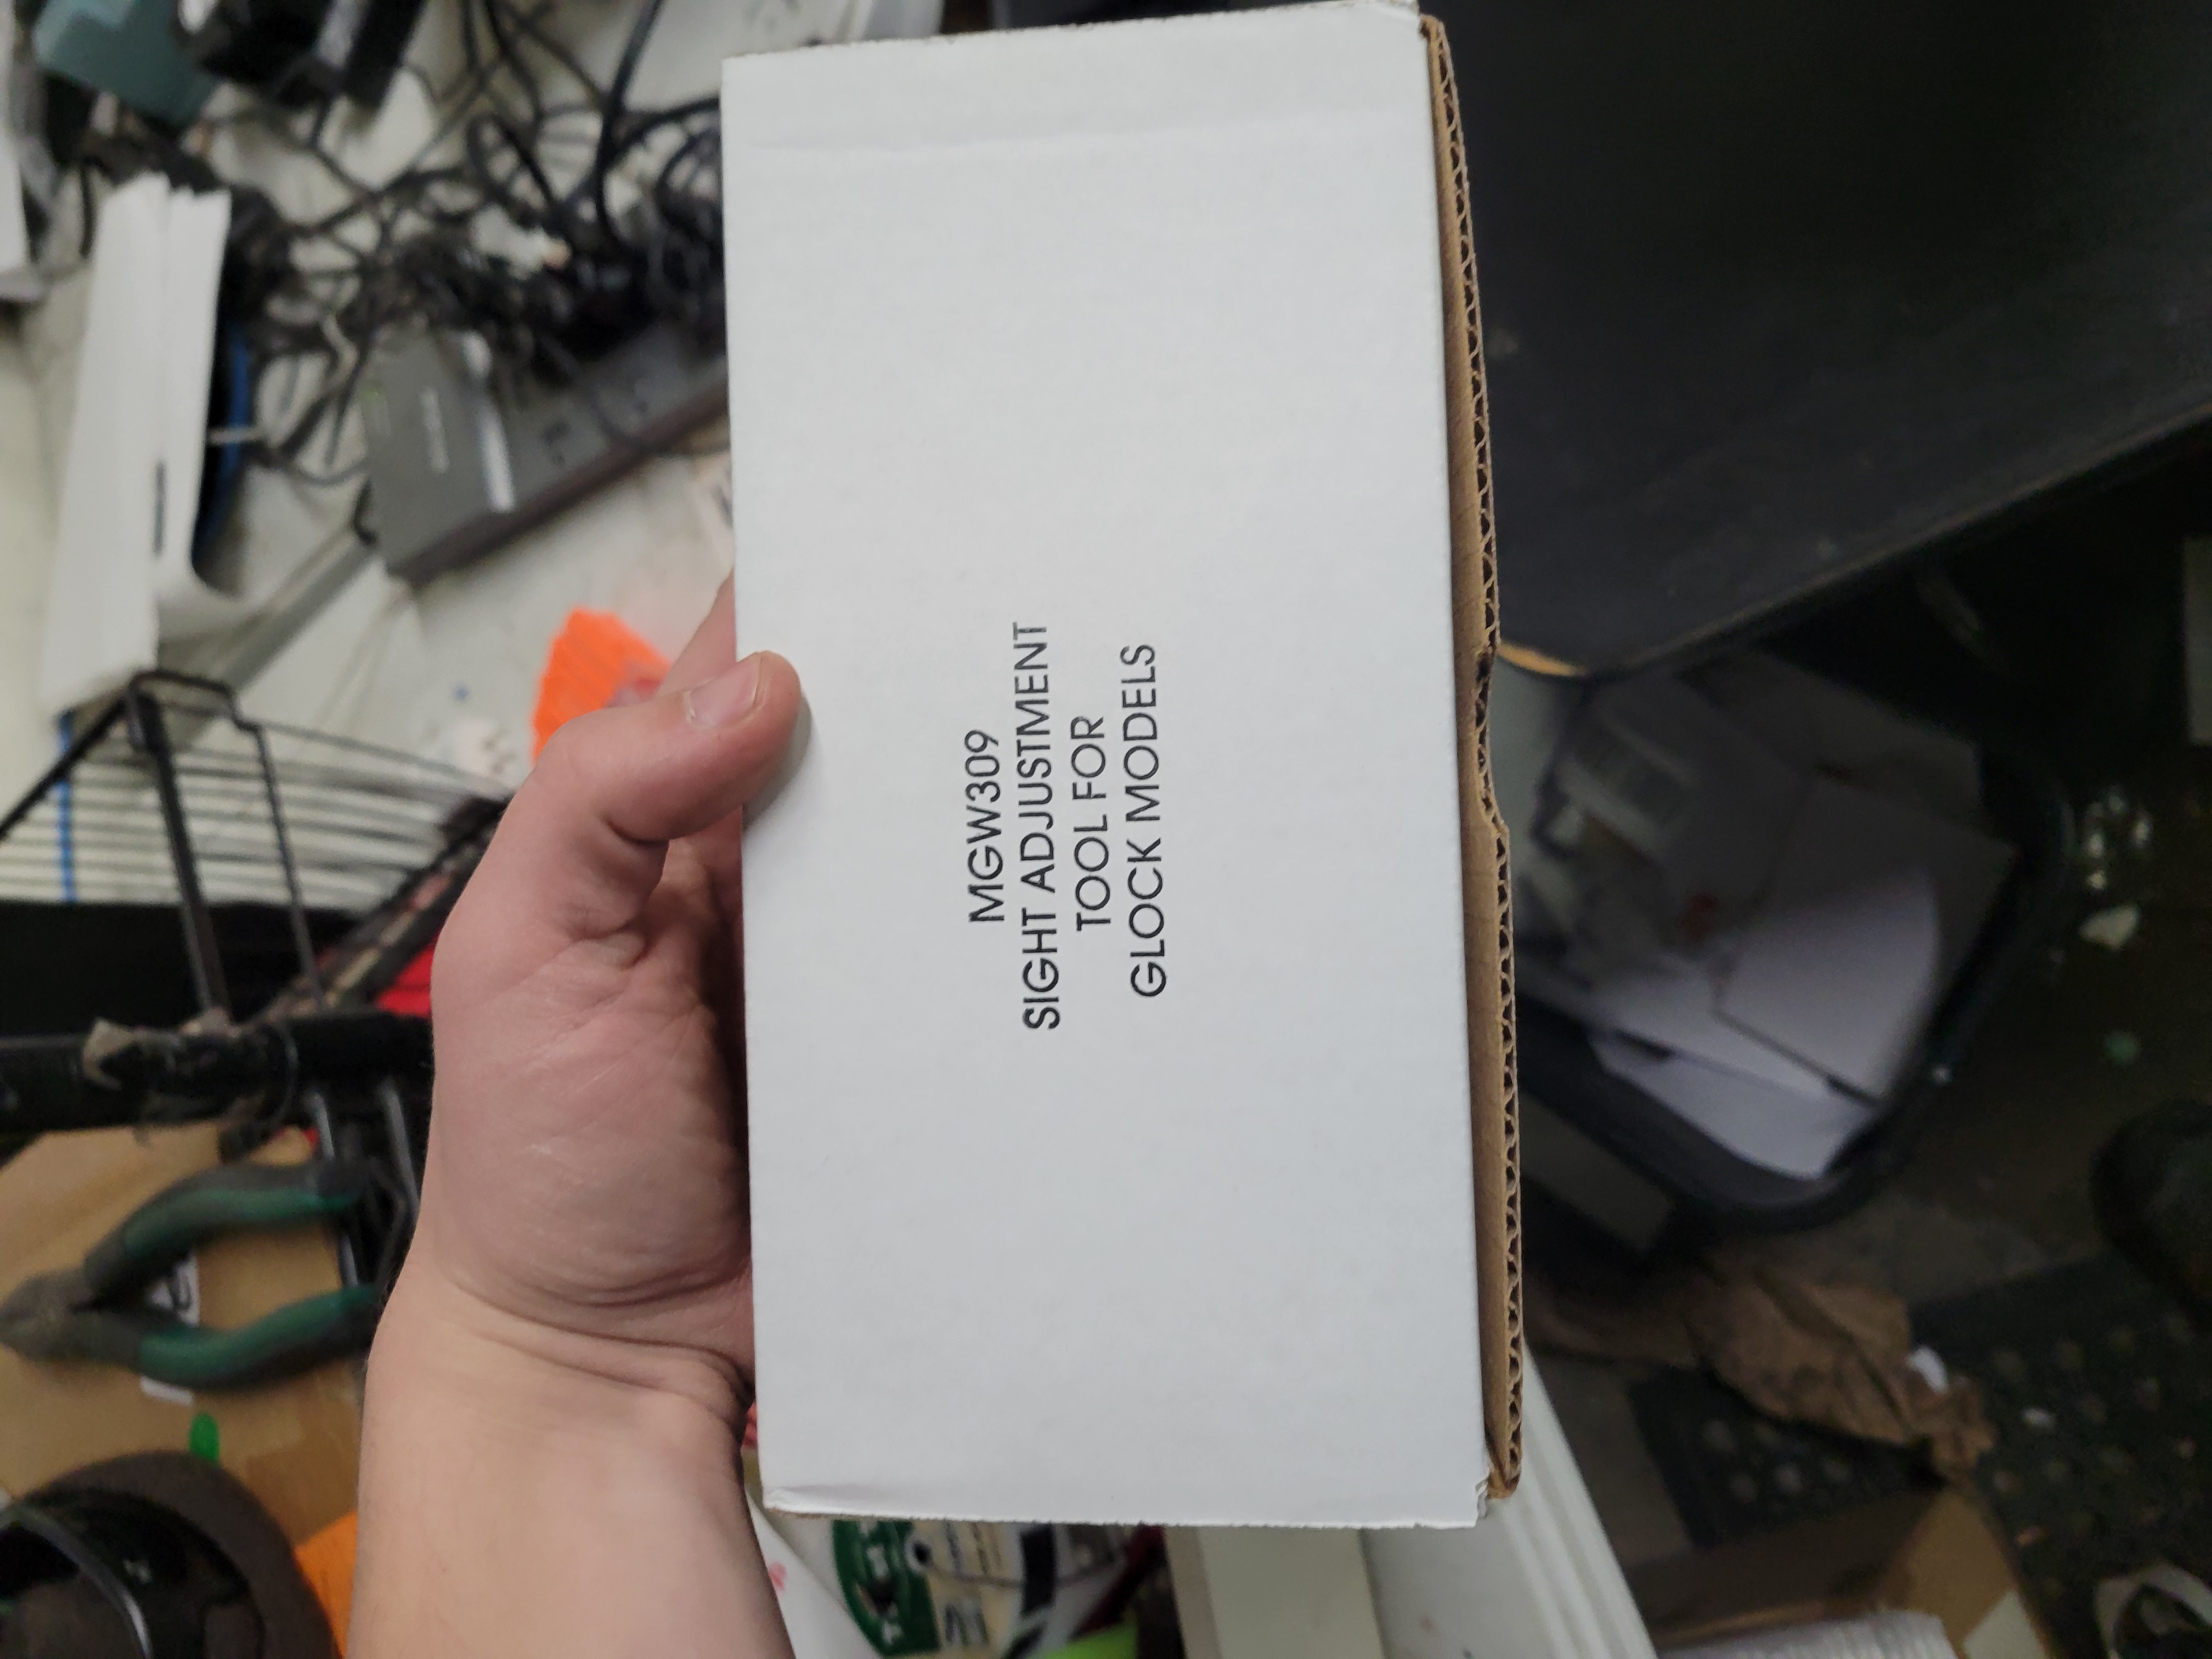 MGW309
SIGHT ADJUSTMENT
TOOL FOR
GLOCK MODELS